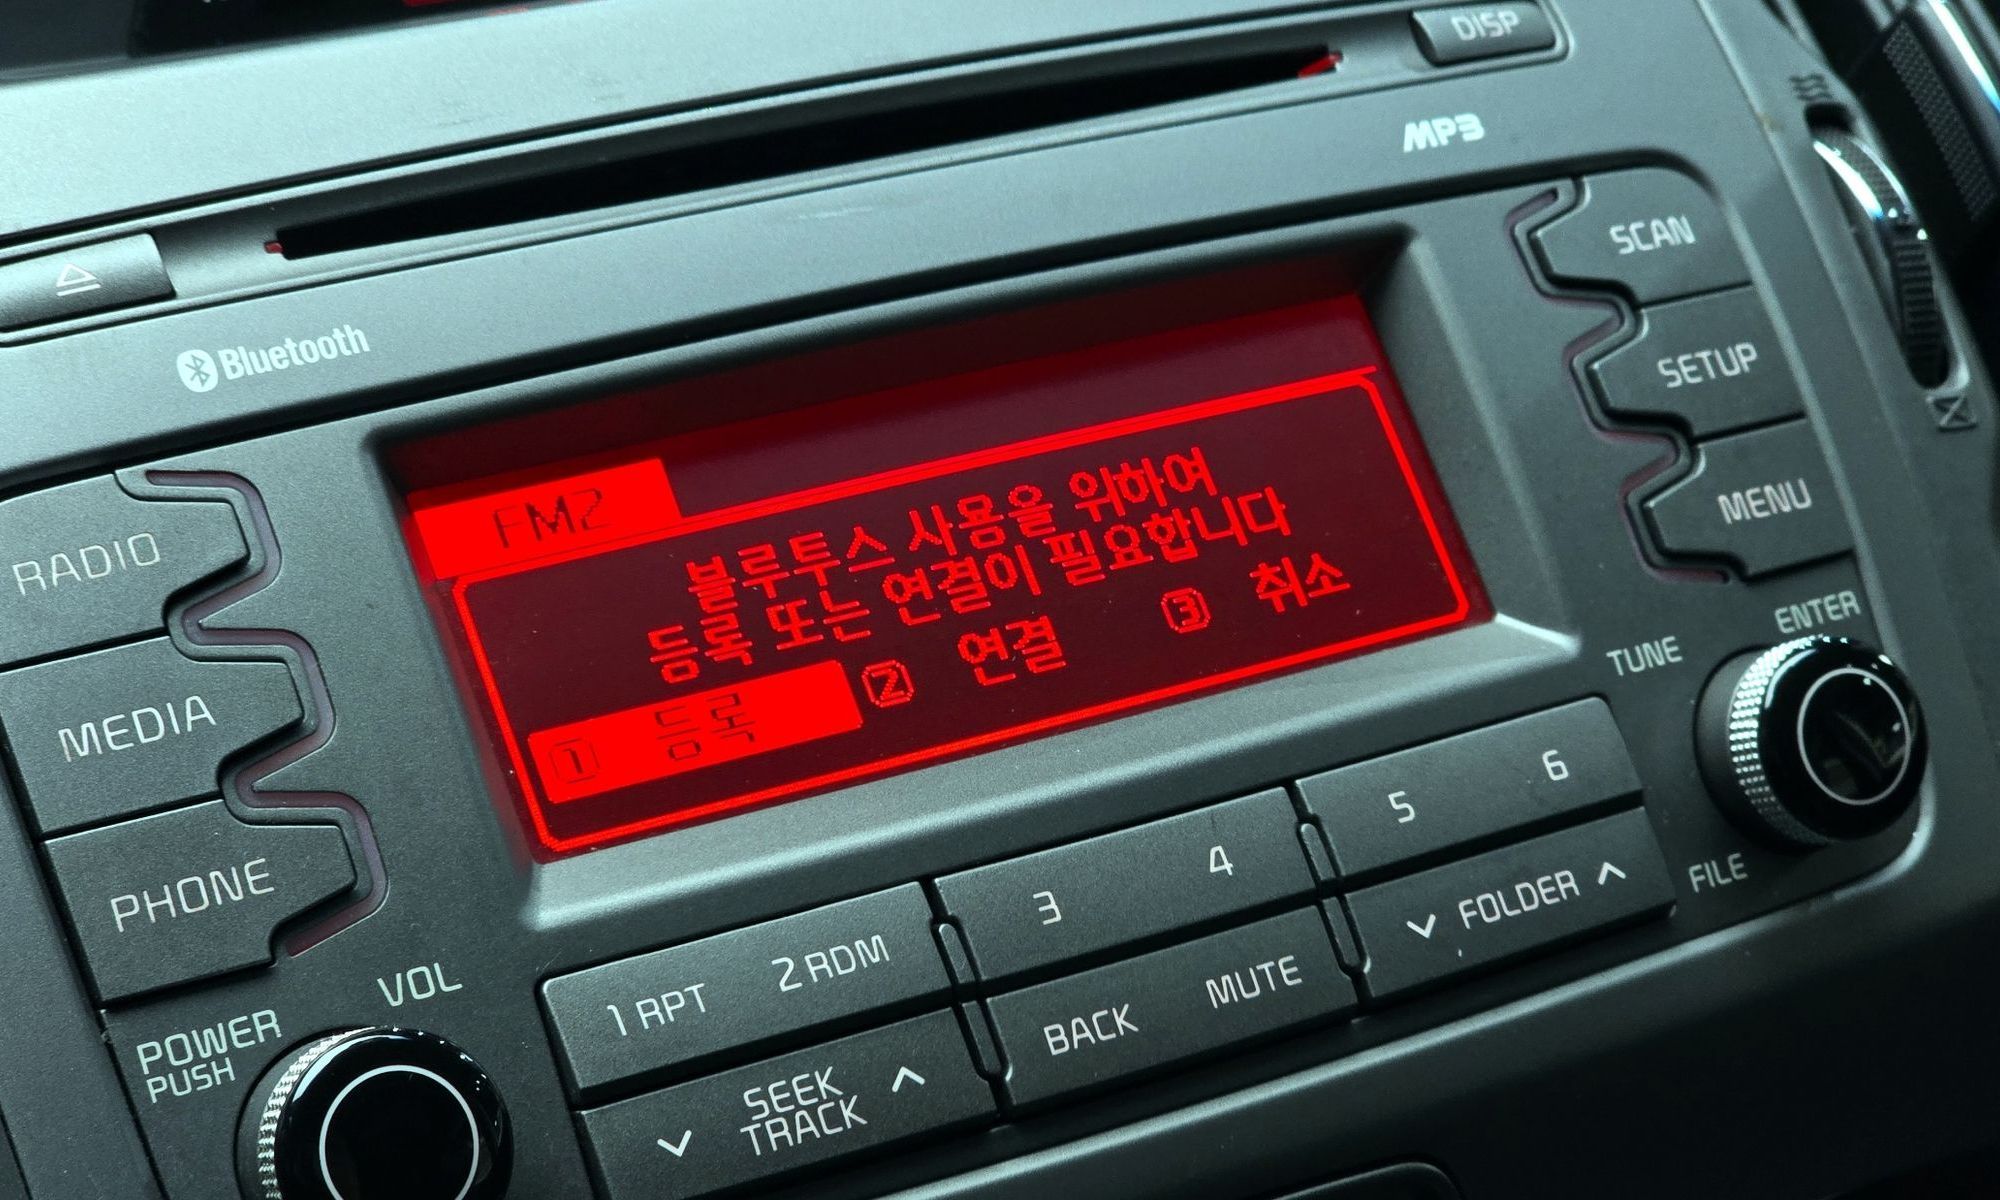 DISP
MP3
Bluetooth
SCAN
SETUP
MENU
FM2
블루투스 사용을 위하여
등록 또는 연결이 필요합니다
1 등록 2 연결 3 취소
RADIO
MEDIA
PHONE
ENTER
TUNE
FILE
VOL
POWER
PUSH
1 RPT 2 RDM
3 4
5 6
SEEK
TRACK
BACK MUTE
FOLDER